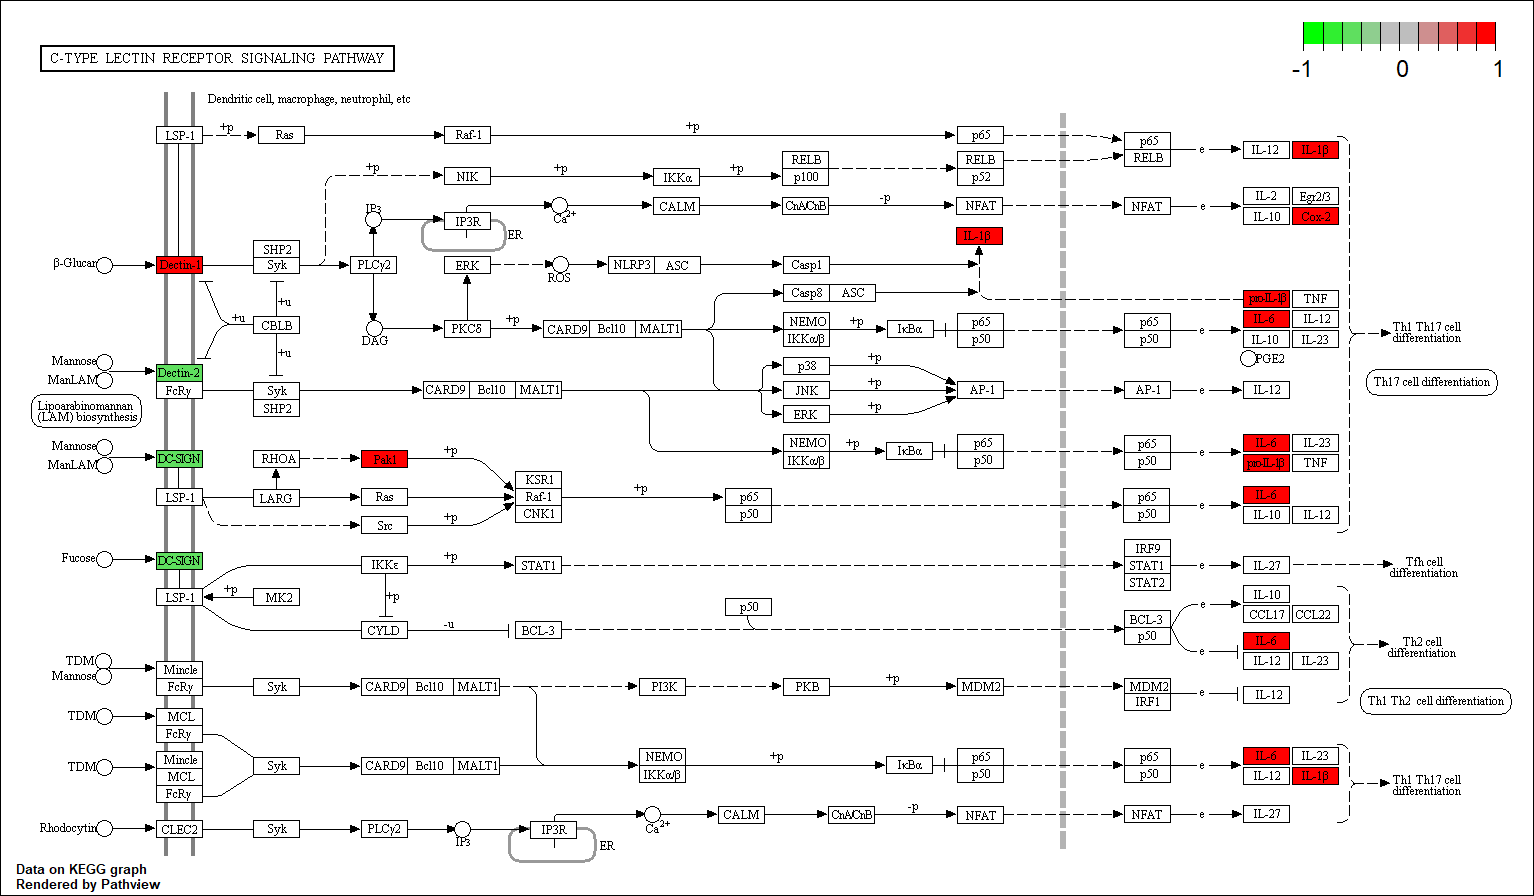 C-TYPE LECTIN RECEPTOR SIGNALING PATHWAY
-1 0 1
Dendritic cell, macrophage, neutrophil, etc
LSP-1 +p Ras Raf-1 +p p65 p65
RELB e IL-12 IL-1β
+p NIK +p IKKα +p RELB
p100 RELB
p52
IP3 IP3R Ca2+ CALM CnA/CnB -p NFAT NFAT e IL-2 Egr2/3
IL-10 Cox-2
ER
IL-1β
β-Glucan Dectin-1 SHP2
Syk PLCγ2 ERK ROS NLRP3 ASC Casp1
Casp8 ASC pro-IL-1β TNF
+u +u CBLB
+u
DAG PKCδ +p CARD9 Bcl10 MALT1 NEMO
IKKα/β +p IκBα p65
p50 p65
p50 e IL-6 IL-12
IL-10 IL-23
PGE2
Th1 Th17 cell
differentiation
Mannose
ManLAM Dectin-2
FcRγ Syk
SHP2 CARD9 Bcl10 MALT1
p38 +p
JNK +p AP-1 AP-1 e IL-12
ERK +p
Th17 cell differentiation
Lipoarabinomannan
(LAM) biosynthesis
Mannose
ManLAM DC-SIGN RHOA Pak1 +p
NEMO
IKKα/β +p IκBα p65
p50 p65
p50 e IL-6 IL-23
pro-IL-1β TNF
LSP-1 LARG Ras KSR1
Raf-1
CNK1 +p p65
p50 p65
p50 e IL-6
IL-10 IL-12
Src +p
Fucose DC-SIGN IKKε +p STAT1 IRF9
STAT1
STAT2 e IL-27 Tfh cell
differentiation
LSP-1 +p MK2 +p
CYLD -u BCL-3 p50 BCL-3
p50 e IL-10
CCL17 CCL22
e IL-6
IL-12 IL-23
Th2 cell
differentiation
TDM
Mannose Mincle
FcRγ Syk CARD9 Bcl10 MALT1 PI3K PKB +p MDM2 MDM2
IRF1 e IL-12
Th1 Th2 cell differentiation
TDM MCL
FcRγ
TDM Mincle
MCL
FcRγ Syk CARD9 Bcl10 MALT1 NEMO
IKKα/β +p IκBα p65
p50 p65
p50 e IL-6 IL-23
IL-12 IL-1β
Th1 Th17 cell
differentiation
Rhodocytin CLEC2 Syk PLCγ2 IP3 IP3R ER Ca2+ CALM CnA/CnB -p NFAT NFAT e IL-27
Data on KEGG graph
Rendered by Pathview